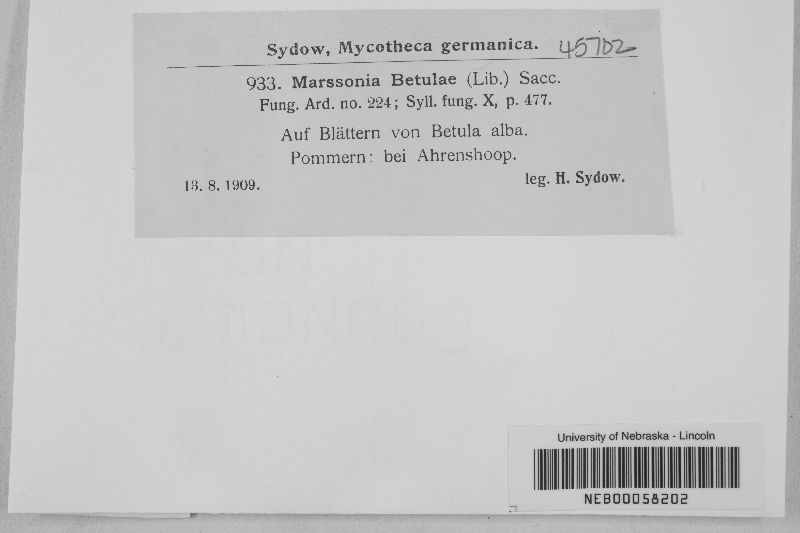 Sydow, Mycotheca germanica. 45702
933. Marssonia Betulae (Lib.) Sacc.
Fung. Ard. no. 224; Syll. fung. X, p. 477.
Auf Blättern von Betula alba.
Pommern: bei Ahrenshoop.
13. 8. 1909. leg. H. Sydow.
University of Nebraska - Lincoln
NEB00058202